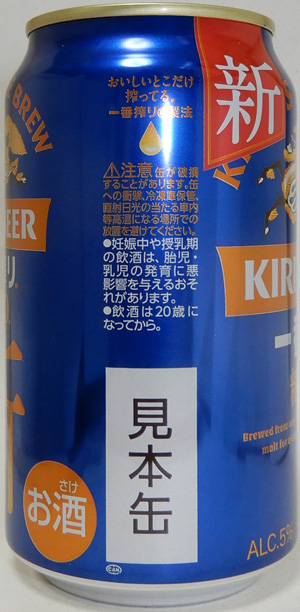 BREW
BEER
おいしいとこだけ
搾ってる。
一番搾り製法
新
⚠注意 缶が破損
することがあります。缶
への衝撃、冷凍庫保管、
直射日光の当たる車内
等高温になる場所での
放置を避けてください。
●妊娠中や授乳期
の飲酒は、胎児・
乳児の発育に悪
影響を与えるおそ
れがあります。
●飲酒は20歳に
なってから。
KIR
Brewed from
malt for
見本缶
さけ
お酒
CAN
ALC.5%